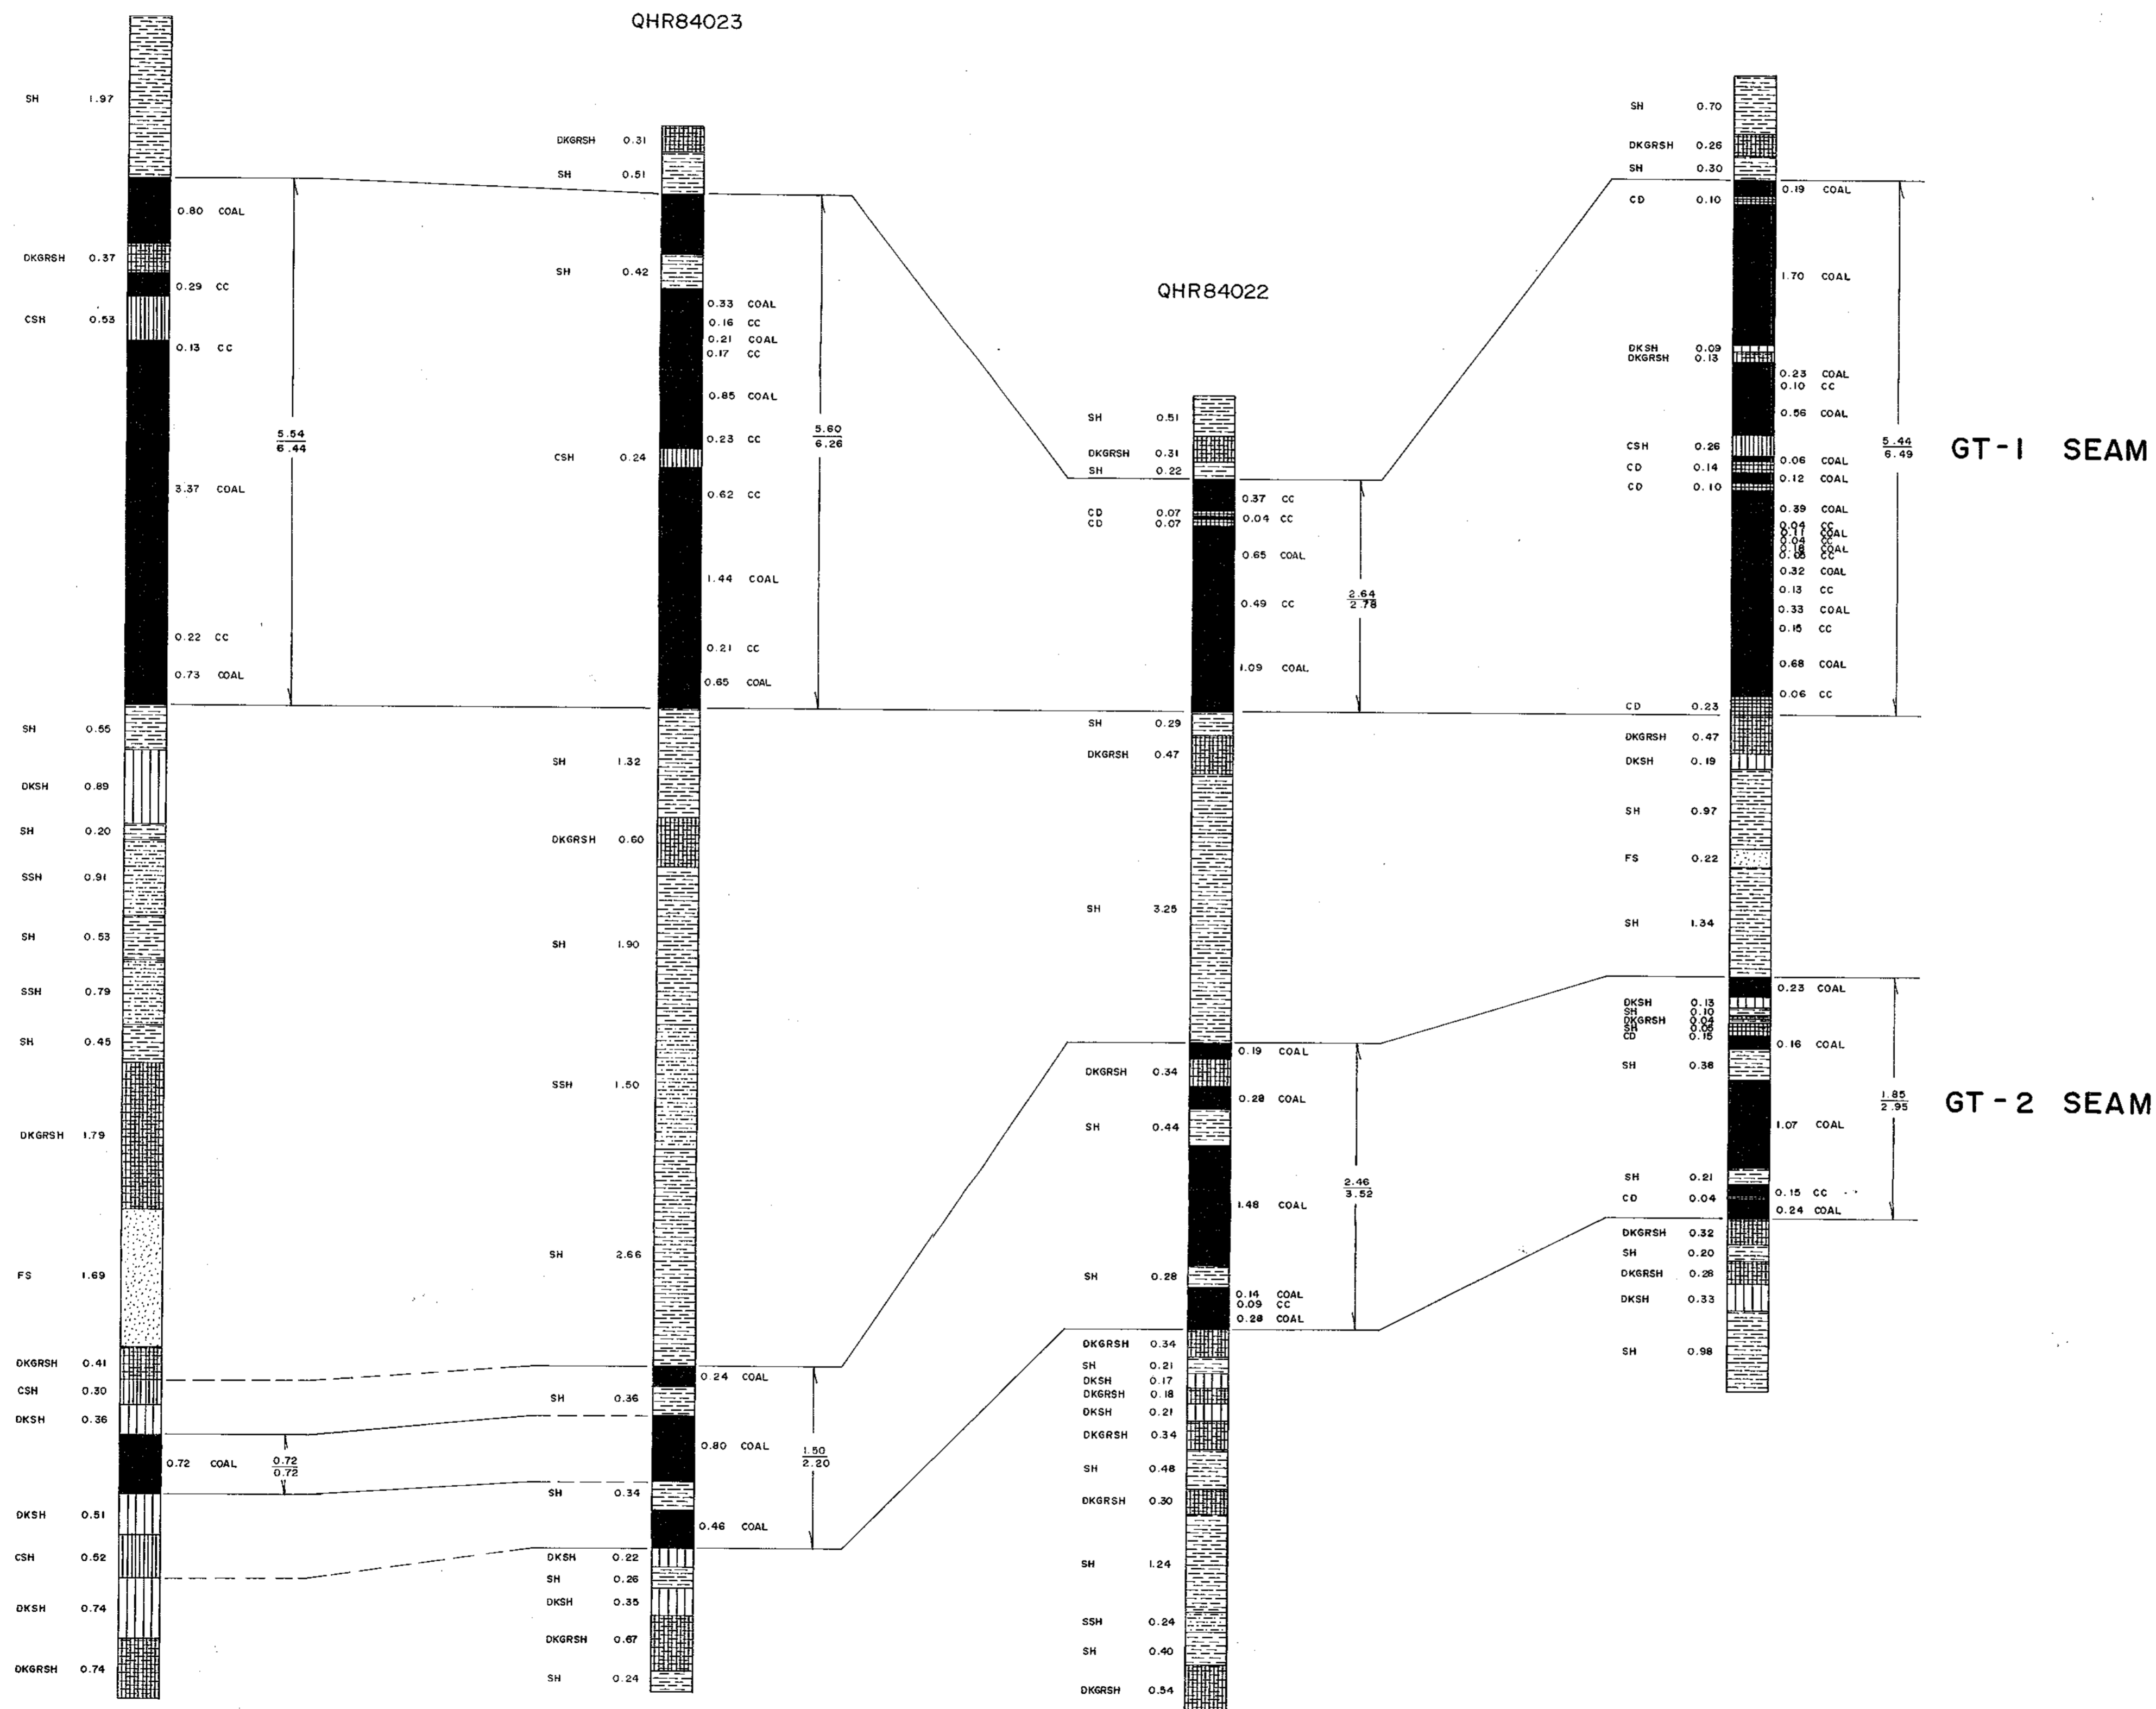 QHR84023
QHR84022
SH 1.97
0.80 COAL
DKGRSH 0.37
0.29 CC
CSH 0.53
0.13 CC
5.54
6.44
3.37 COAL
0.22 CC
0.73 COAL
SH 0.55
DKSH 0.89
SH 0.20
SSH 0.91
SH 0.53
SSH 0.79
SH 0.45
DKGRSH 1.79
FS 1.69
DKGRSH 0.41
CSH 0.30
DKSH 0.36
0.72 COAL
0.72
0.72
DKSH 0.51
CSH 0.52
DKSH 0.74
DKGRSH 0.74
DKGRSH 0.31
SH 0.51
SH 0.42
0.33 COAL
0.16 CC
0.21 COAL
0.17 CC
0.85 COAL
0.23 CC
5.60
6.26
CSH 0.24
0.62 CC
1.44 COAL
0.21 CC
0.65 COAL
SH 1.32
DKGRSH 0.60
SH 1.90
SSH 1.50
SH 2.66
0.24 COAL
SH 0.36
0.80 COAL
1.50
2.20
SH 0.34
0.46 COAL
DKSH 0.22
SH 0.26
DKSH 0.35
DKGRSH 0.67
SH 0.24
SH 0.51
DKGRSH 0.31
SH 0.22
0.37 CC
CD 0.07
CD 0.07
0.04 CC
0.65 COAL
0.49 CC
2.64
2.78
1.09 COAL
SH 0.29
DKGRSH 0.47
SH 3.25
0.19 COAL
DKGRSH 0.34
0.28 COAL
SH 0.44
2.46
3.52
1.48 COAL
SH 0.28
0.14 COAL
0.09 CC
0.28 COAL
DKGRSH 0.34
SH 0.21
DKSH 0.17
DKGRSH 0.18
DKSH 0.21
DKGRSH 0.34
SH 0.48
DKGRSH 0.30
SH 1.24
SSH 0.24
SH 0.40
DKGRSH 0.54
SH 0.70
DKGRSH 0.26
SH 0.30
0.19 COAL
CD 0.10
1.70 COAL
DKSH 0.09
DKGRSH 0.13
0.23 COAL
0.10 CC
0.56 COAL
CSH 0.26
0.06 COAL
CD 0.14
0.12 COAL
CD 0.10
5.44
6.49
GT-1 SEAM
0.39 COAL
0.04 CC
0.11 COAL
0.04 CC
0.18 COAL
CC
0.32 COAL
0.13 CC
0.33 COAL
0.15 CC
0.68 COAL
0.06 CC
CD 0.23
DKGRSH 0.47
DKSH 0.19
SH 0.97
FS 0.22
SH 1.34
0.23 COAL
DKSH 0.13
SH 0.10
DKGRSH 0.04
SH 0.05
CD 0.15
0.16 COAL
SH 0.38
1.85
2.95
GT-2 SEAM
1.07 COAL
SH 0.21
0.15 CC
CD 0.04
0.24 COAL
DKGRSH 0.32
SH 0.20
DKGRSH 0.28
DKSH 0.33
SH 0.98